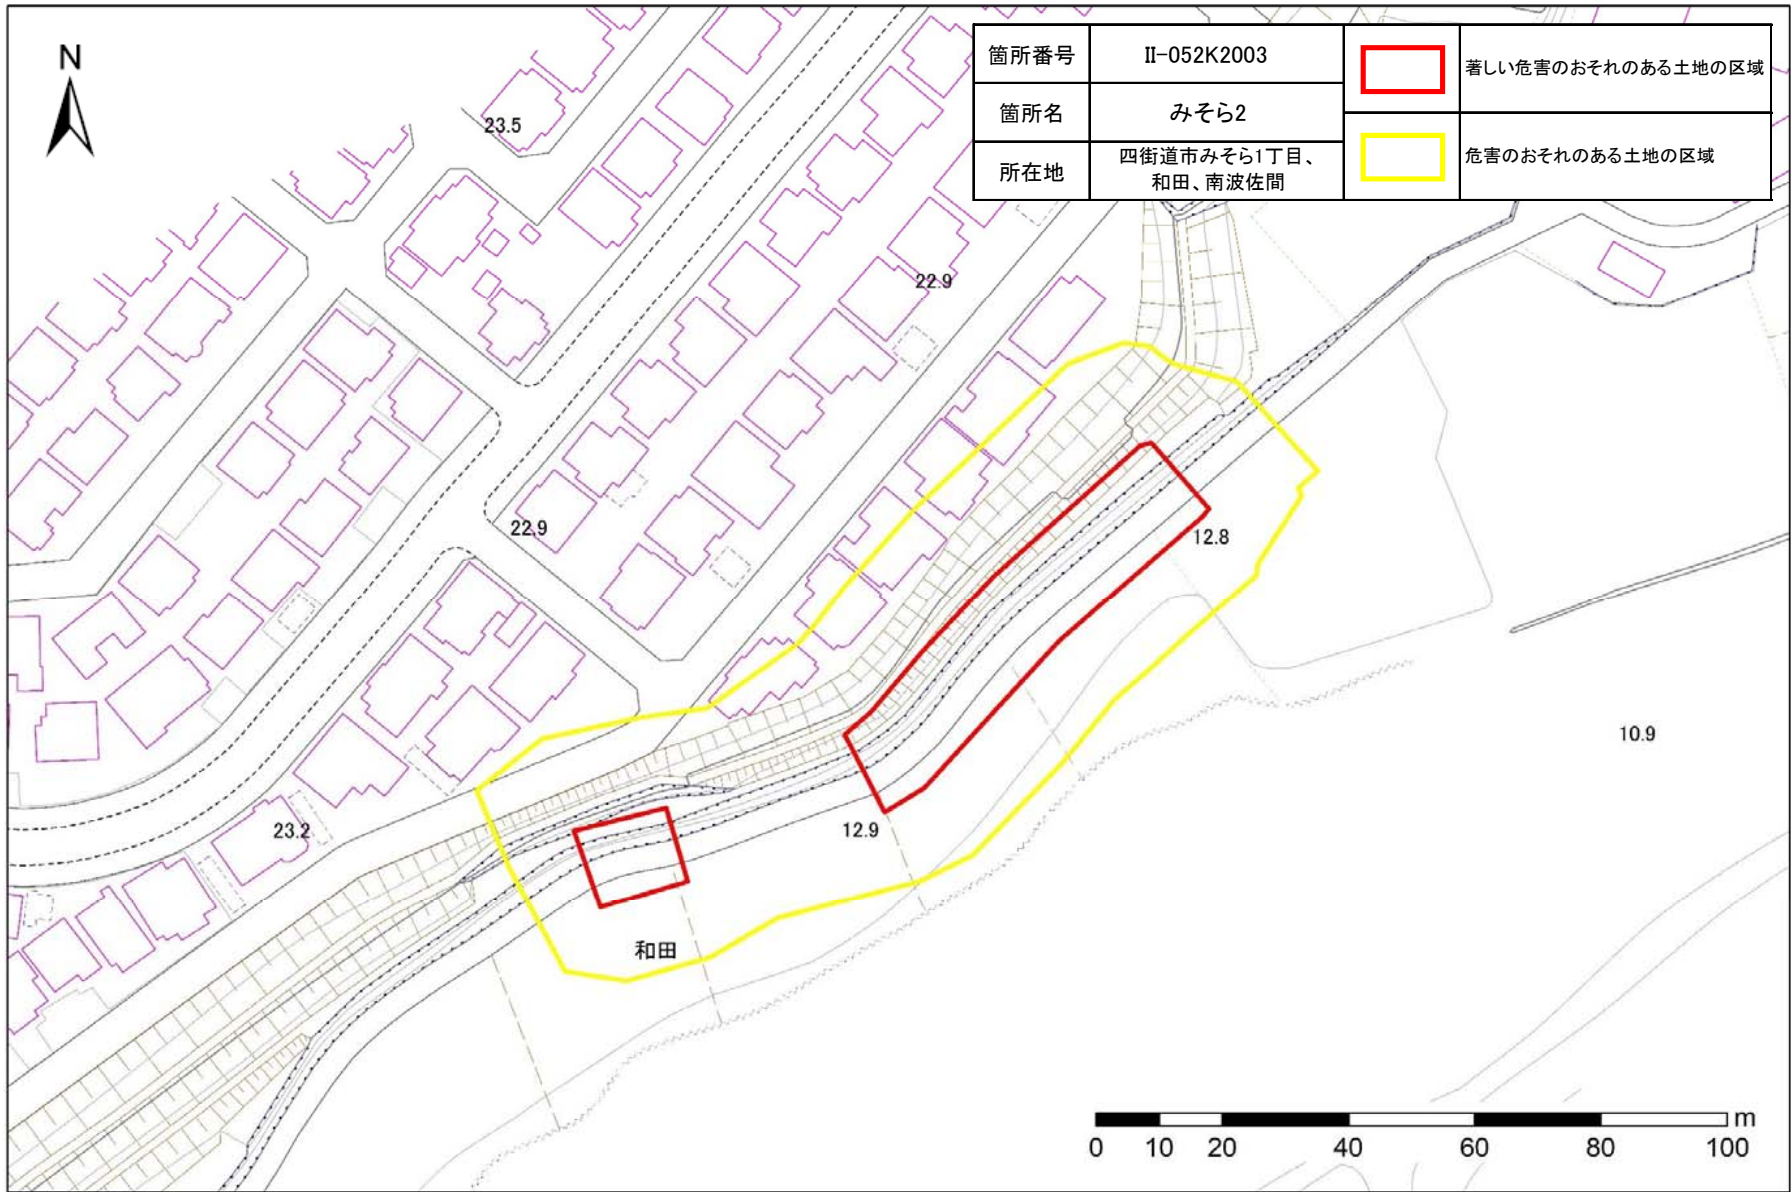 N
箇所番号
II-052K2003
著しい危害のおそれのある土地の区域
箇所名
みそら2
危害のおそれのある土地の区域
所在地
四街道市みそら1丁目、
和田、南波佐間
23.5
22.9
22.9
12.8
10.9
23.2
12.9
和田
m
0 10 20 40 60 80 100